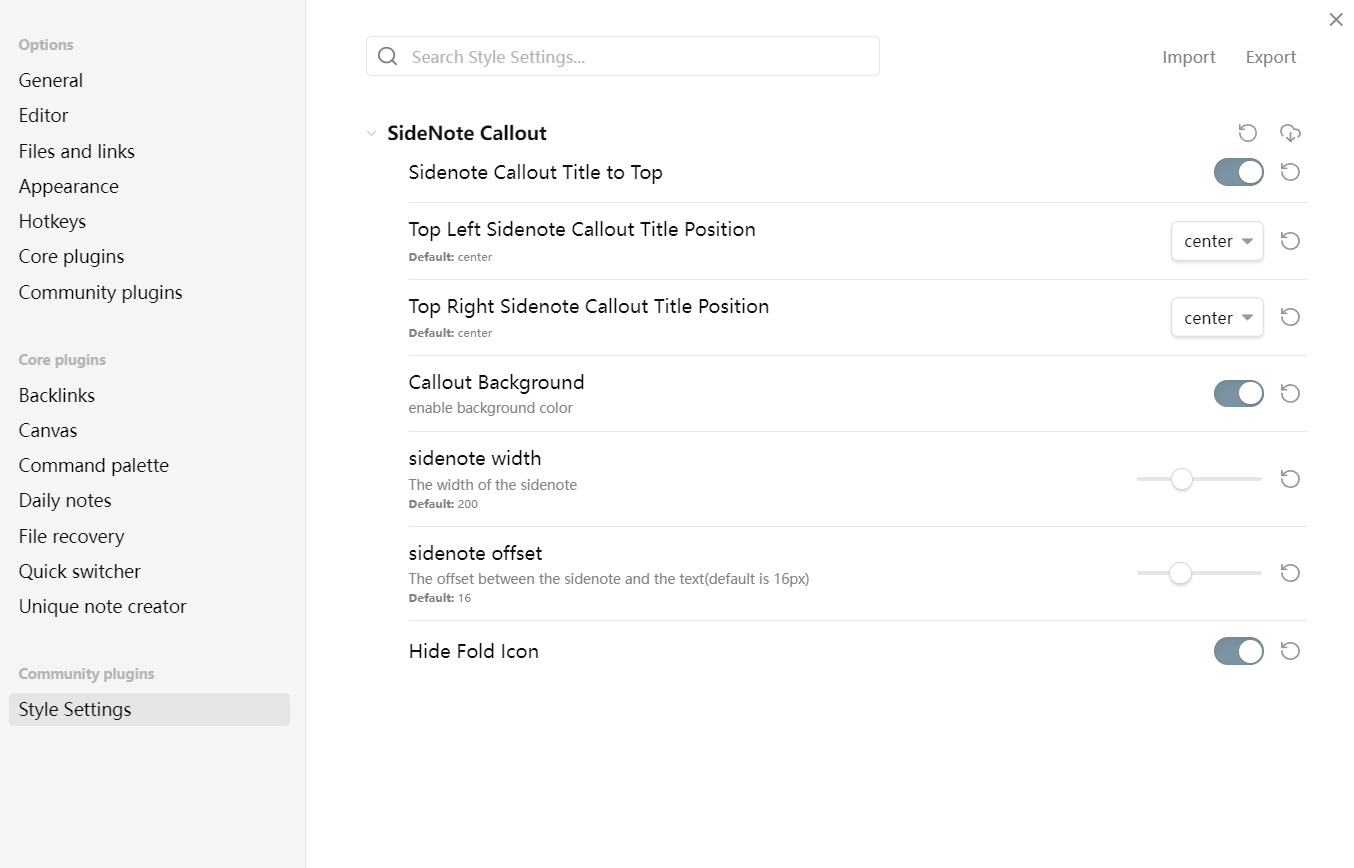 Options
General
Editor
Files and links
Appearance
Hotkeys
Core plugins
Community plugins
Core plugins
Backlinks
Canvas
Command palette
Daily notes
File recovery
Quick switcher
Unique note creator
Community plugins
Style Settings
Search Style Settings...
Import
Export
SideNote Callout
Sidenote Callout Title to Top
Top Left Sidenote Callout Title Position
Default: center
center
Top Right Sidenote Callout Title Position
Default: center
center
Callout Background
enable background color
sidenote width
The width of the sidenote
Default: 200
sidenote offset
The offset between the sidenote and the text(default is 16px)
Default: 16
Hide Fold Icon